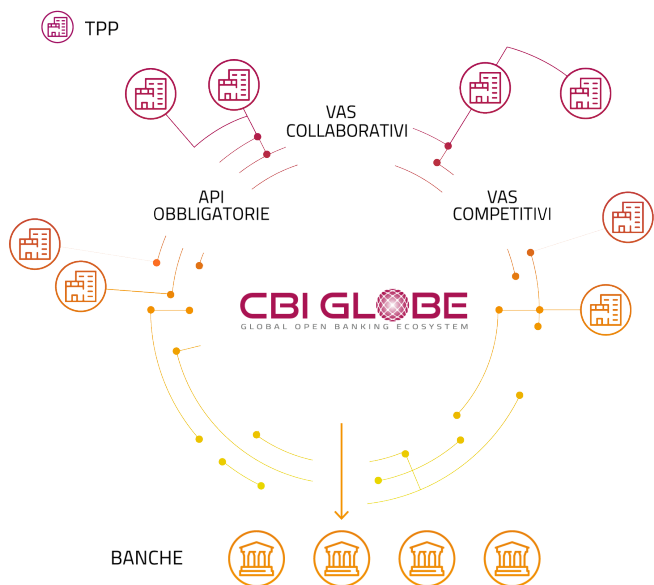 TPP
VAS
COLLABORATIVI
API
OBBLIGATORIE
VAS
COMPETITIVI
CBI GLOBE
GLOBAL OPEN BANKING ECOSYSTEM
BANCHE